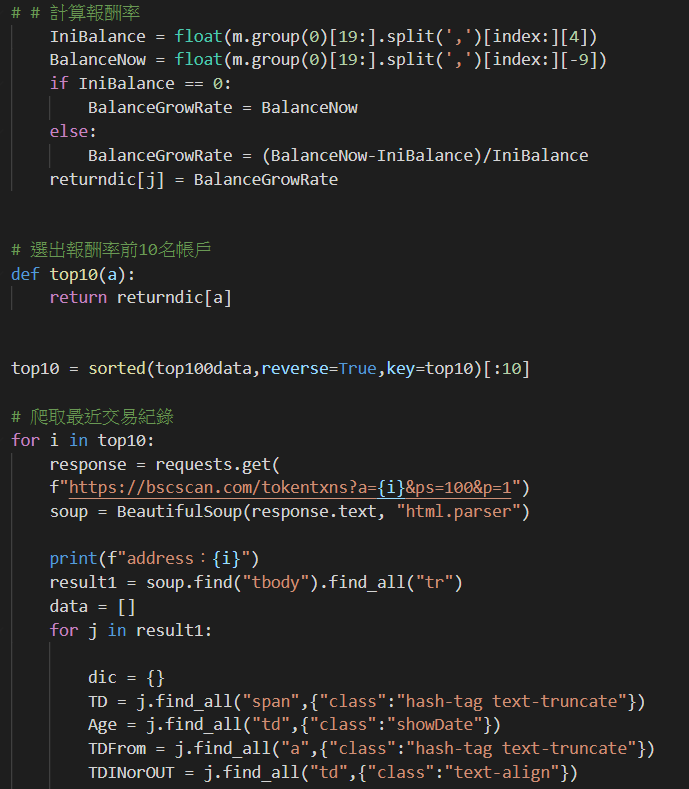 # # 計算報酬率
IniBalance = float(m.group(0)[19:].split(',')[index:][4])
BalanceNow = float(m.group(0)[19:].split(',')[index:][-9])
if IniBalance == 0:
BalanceGrowRate = BalanceNow
else:
BalanceGrowRate = (BalanceNow-IniBalance)/IniBalance
returndic[j] = BalanceGrowRate
# 選出報酬率前10名帳戶
def top10(a):
return returndic[a]
top10 = sorted(top100data,reverse=True,key=top10)[:10]
# 爬取最近交易紀錄
for i in top10:
response = requests.get(
f"https://bscscan.com/tokentxns?a={i}&ps=100&p=1")
soup = BeautifulSoup(response.text, "html.parser")
print(f"address：{i}")
result1 = soup.find("tbody").find_all("tr")
data = []
for j in result1:
dic = {}
TD = j.find_all("span",{"class":"hash-tag text-truncate"})
Age = j.find_all("td",{"class":"showDate"})
TDFrom = j.find_all("a",{"class":"hash-tag text-truncate"})
TDINorOUT = j.find_all("td",{"class":"text-align"})